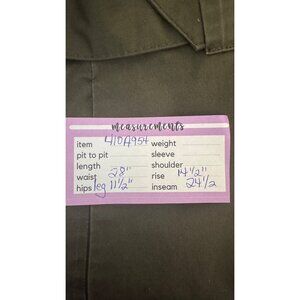 measurements
item 410A954 weight
pit to pit sleeve
length shoulder
waist 28" rise 14 1/2"
hips leg 11 1/2" inseam 24 1/2